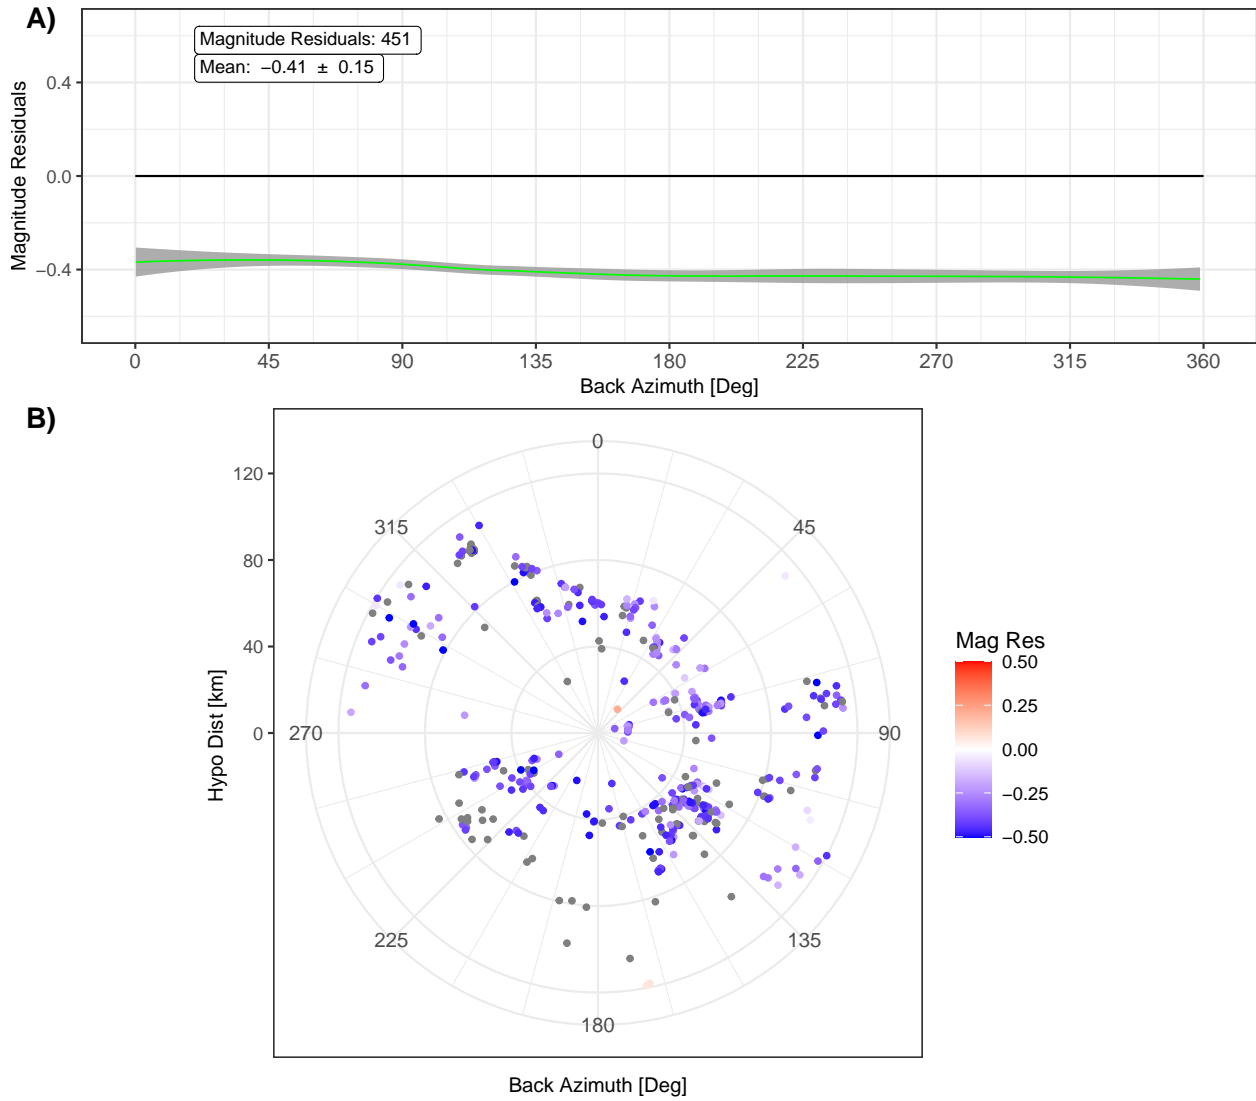 A)
Magnitude Residuals: 451
Mean: −0.41 ± 0.15
0.4
0.0
−0.4
Magnitude Residuals
0 45 90 135 180 225 270 315 360
Back Azimuth [Deg]
B)
0
45
90
135
180
225
270
315
120
80
40
0
Hypo Dist [km]
Back Azimuth [Deg]
Mag Res
0.50
0.25
0.00
−0.25
−0.50